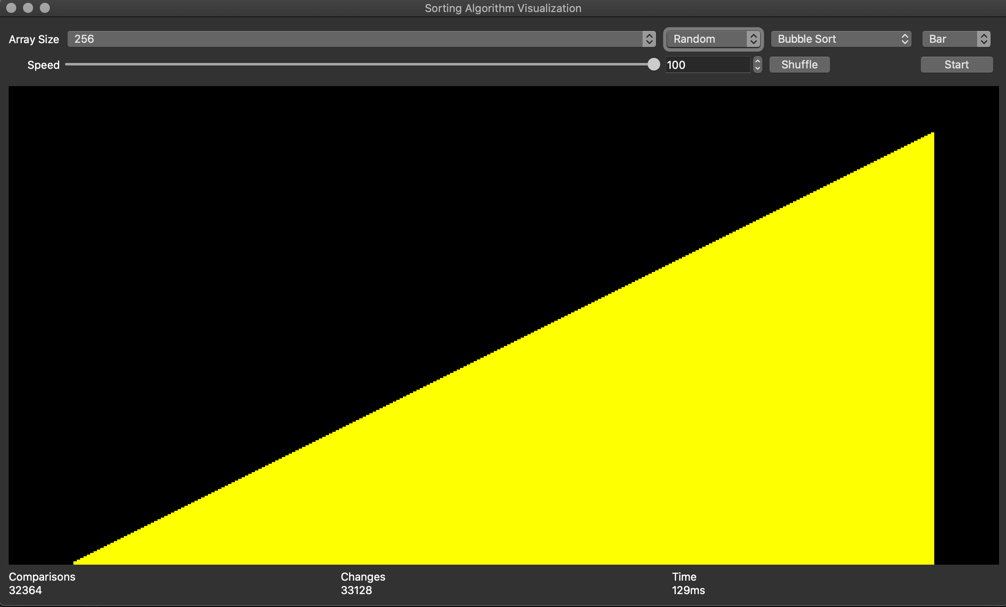 Sorting Algorithm Visualization
Array Size 256 Random Bubble Sort Bar
Speed 100 Shuffle Start
Comparisons Changes Time
32364 33128 129ms